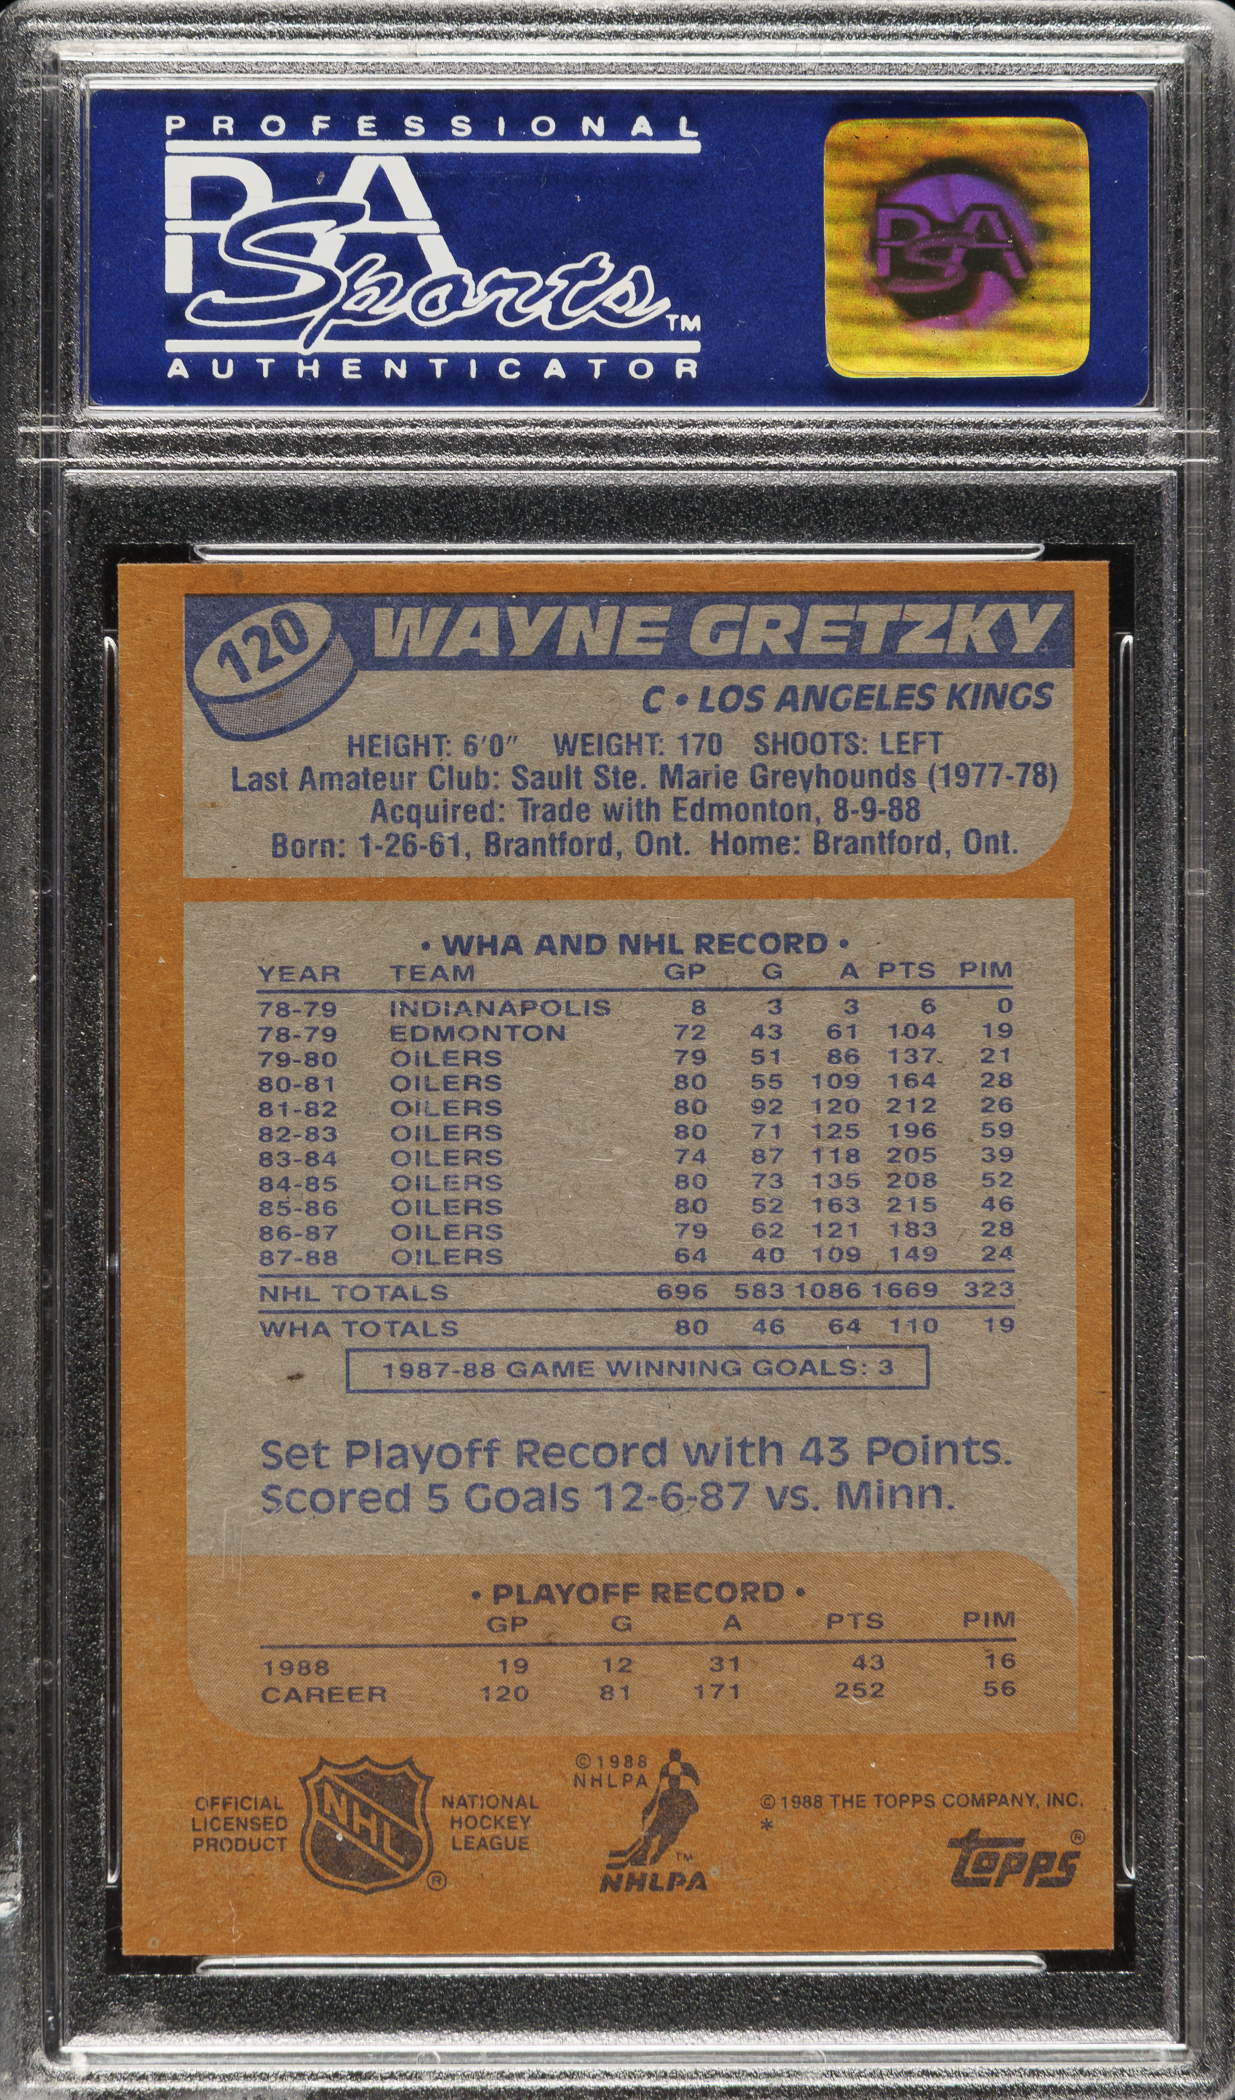 PROFESSIONAL
PSA
Sports™
AUTHENTICATOR
PSA
120 WAYNE GRETZKY
C • LOS ANGELES KINGS
HEIGHT: 6'0" WEIGHT: 170 SHOOTS: LEFT
Last Amateur Club: Sault Ste. Marie Greyhounds (1977-78)
Acquired: Trade with Edmonton, 8-9-88
Born: 1-26-61, Brantford, Ont. Home: Brantford, Ont.
• WHA AND NHL RECORD •
YEAR TEAM GP G A PTS PIM
78-79 INDIANAPOLIS 8 3 3 6 0
78-79 EDMONTON 72 43 61 104 19
79-80 OILERS 79 51 86 137 21
80-81 OILERS 80 55 109 164 28
81-82 OILERS 80 92 120 212 26
82-83 OILERS 80 71 125 196 59
83-84 OILERS 74 87 118 205 39
84-85 OILERS 80 73 135 208 52
85-86 OILERS 80 52 163 215 46
86-87 OILERS 79 62 121 183 28
87-88 OILERS 64 40 109 149 24
NHL TOTALS 696 583 1086 1669 323
WHA TOTALS 80 46 64 110 19
1987-88 GAME WINNING GOALS: 3
Set Playoff Record with 43 Points.
Scored 5 Goals 12-6-87 vs. Minn.
• PLAYOFF RECORD •
GP G A PTS PIM
1988 19 12 31 43 16
CAREER 120 81 171 252 56
OFFICIAL
LICENSED
PRODUCT
NHL ®
NATIONAL
HOCKEY
LEAGUE
©1988
NHLPA
™
NHLPA
©1988 THE TOPPS COMPANY, INC.
*
topps ®